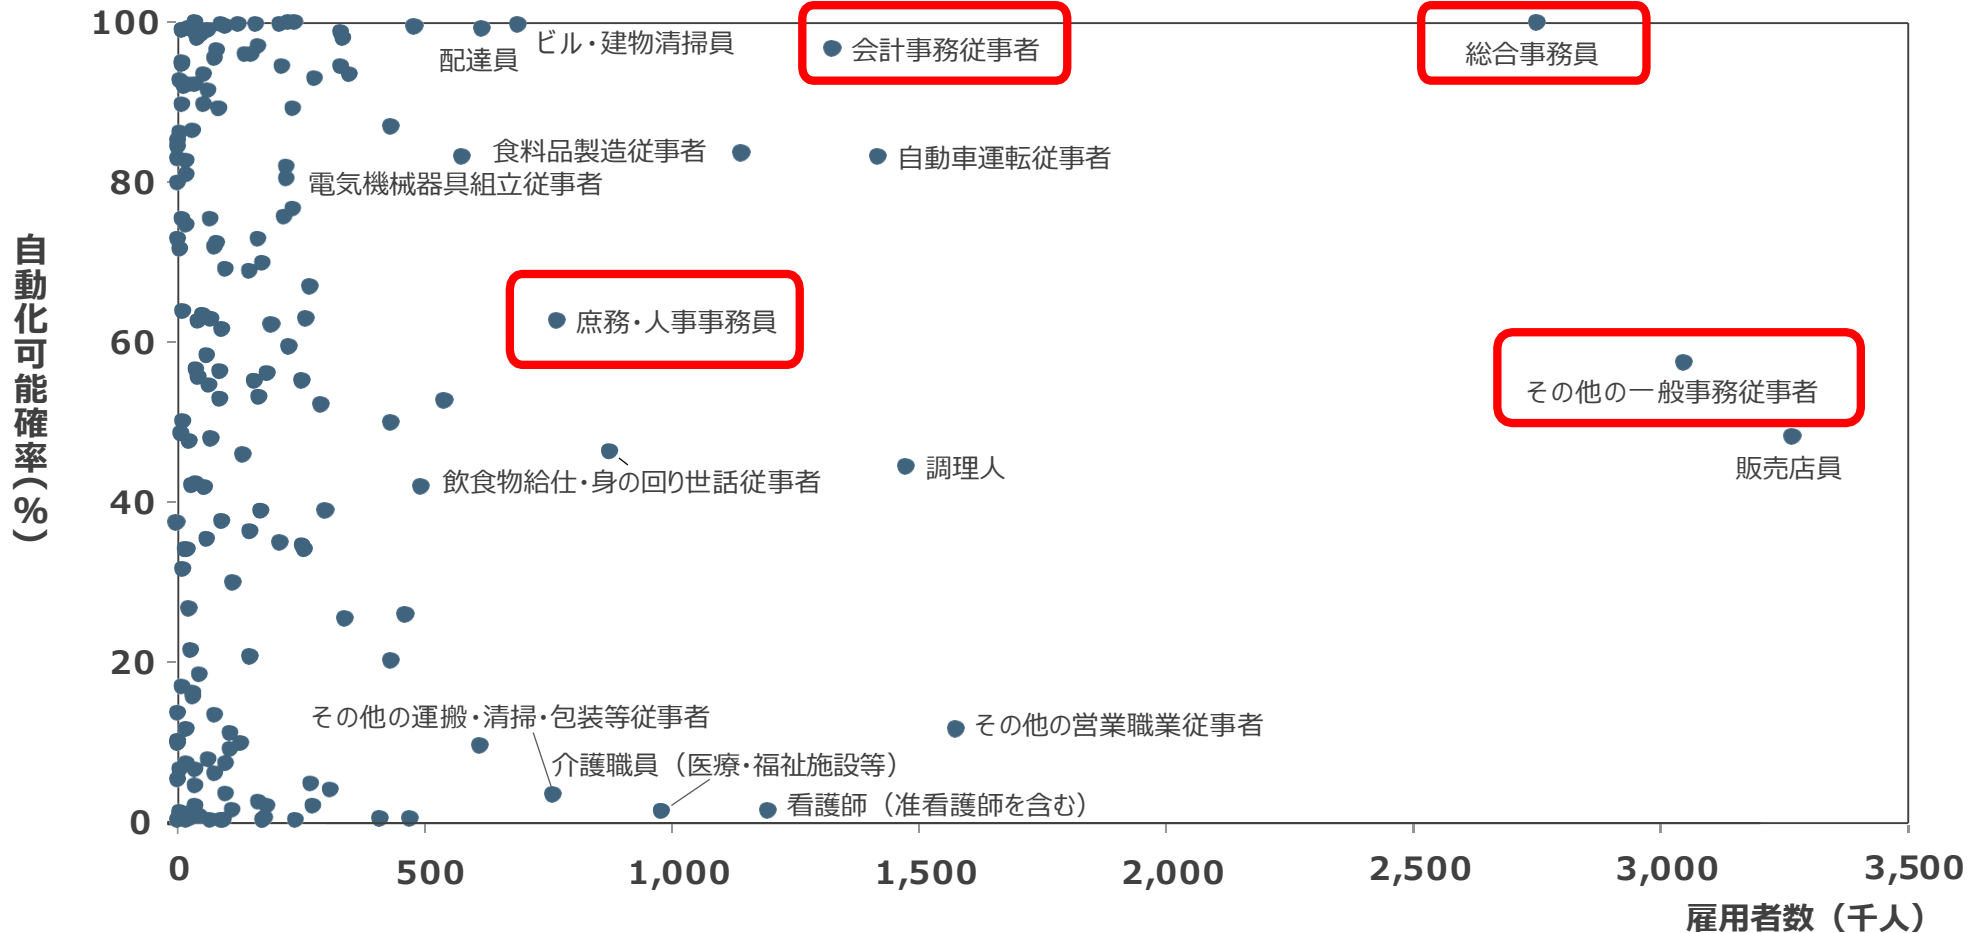 100
ビル・建物清掃員
会計事務従事者
総合事務員
配達員
食料品製造従事者
自動車運転従事者
80
電気機械器具組立従事者
自動化可能確率)%(
庶務・人事事務員
60
その他の一般事務従事者
飲食物給仕・身の回り世話従事者
調理人
販売店員
40
20
その他の運搬・清掃・包装等従事者
その他の営業職業従事者
介護職員（医療・福祉施設等）
看護師（准看護師を含む）
0
0
500
1,000
1,500
2,000
2,500
3,000
3,500
雇用者数（千人）